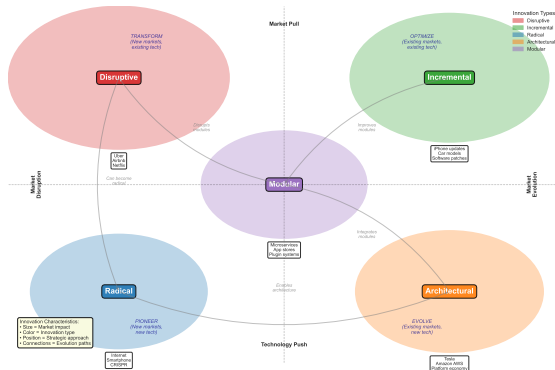 Innovation Types
Disruptive
Incremental
Radical
Architectural
Modular
Market Pull
TRANSFORM
(New markets,
existing tech)
OPTIMIZE
(Existing markets,
existing tech)
Disruptive
Incremental
Improves
modules
iPhone updates
Car models
Software patches
Uber
Airbnb
Netflix
Can become
radical
Market
Disruption
Modular
Market
Evolution
Integrates
modules
Microservices
App stores
Plugin systems
Enables
architectures
Radical
Architectural
PIONEER
(New markets,
new tech)
EVOLVE
(Existing markets,
new tech)
Innovation Characteristics:
• Size = Market impact
• Color = Innovation type
• Position = Strategic approach
• Connections = Evolution paths
Technology Push
Internet
Smartphone
CRISPR
Tesla
Amazon AWS
Platform economy